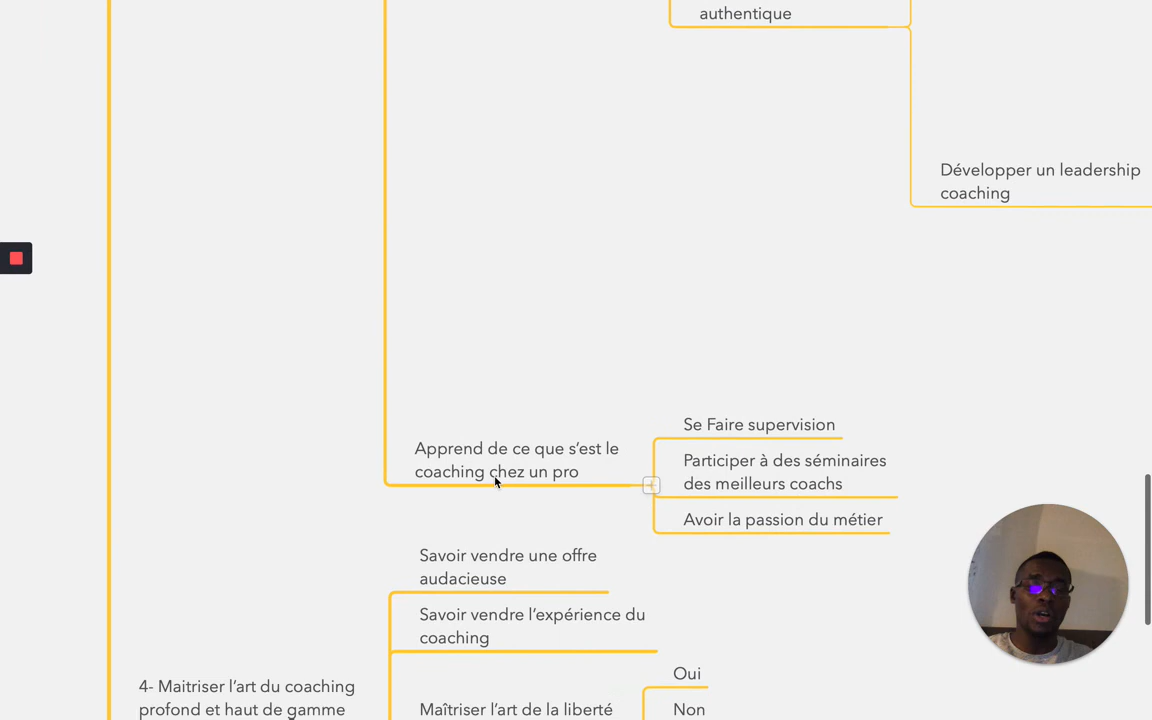 authentique
Développer un leadership
coaching
Se Faire supervision
Apprend de ce que s’est le
coaching chez un pro
Participer à des séminaires
des meilleurs coachs
Avoir la passion du métier
Savoir vendre une offre
audacieuse
Savoir vendre l’expérience du
coaching
Oui
4- Maitriser l’art du coaching
profond et haut de gamme
Maîtriser l’art de la liberté
Non